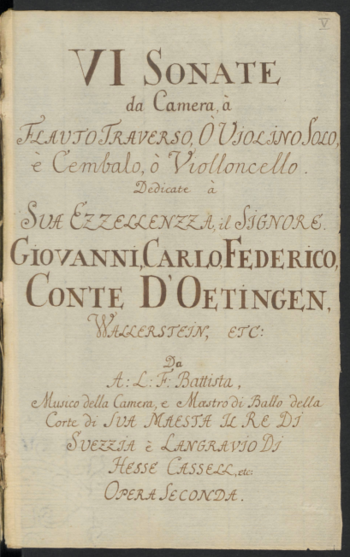 V
VI SONATE
da Camera, à
FLAUTO TRAVERSO, Ò VIOLINO SOLO,
è Cembalo, ò Violloncello.
Dedicate à
SUA EZZELLENZZA, il SIGNORE.
GIOVANNI, CARLO, FEDERICO,
CONTE D'OETINGEN,
WALLERSTEIN, ETC:
Da
A: L: F: Battista,
Musico della Camera, e Mastro di Ballo della
Corte di SUA MAESTA IL RE DI
SUEZZIA è LANGRAVIO DI
HESSE CASSELL, etc
OPERA SECONDA.